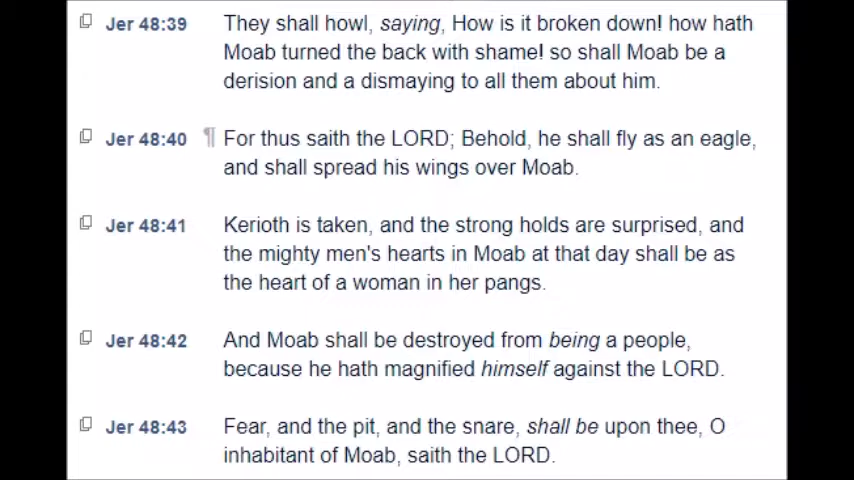 Jer 48:39 They shall howl, saying, How is it broken down! how hath
Moab turned the back with shame! so shall Moab be a
derision and a dismaying to all them about him.
Jer 48:40 ¶ For thus saith the LORD; Behold, he shall fly as an eagle,
and shall spread his wings over Moab.
Jer 48:41 Kerioth is taken, and the strong holds are surprised, and
the mighty men's hearts in Moab at that day shall be as
the heart of a woman in her pangs.
Jer 48:42 And Moab shall be destroyed from being a people,
because he hath magnified himself against the LORD.
Jer 48:43 Fear, and the pit, and the snare, shall be upon thee, O
inhabitant of Moab, saith the LORD.